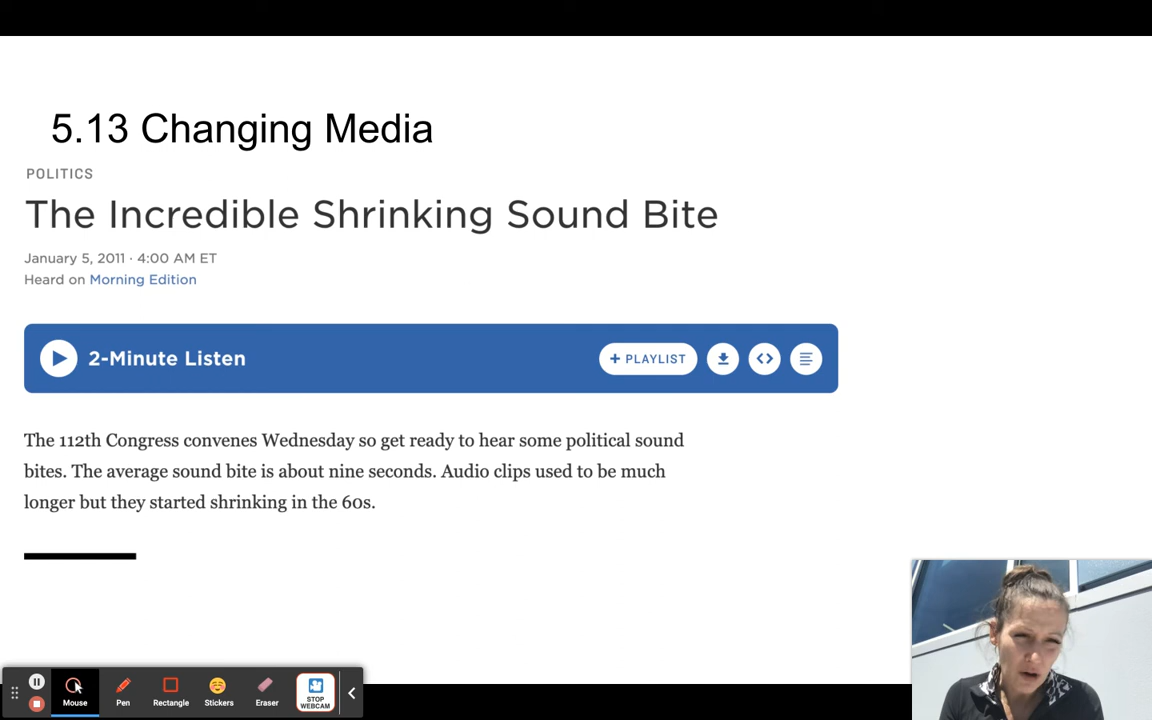 5.13 Changing Media
POLITICS
The Incredible Shrinking Sound Bite
January 5, 2011 · 4:00 AM ET
Heard on Morning Edition
2-Minute Listen
+ PLAYLIST
The 112th Congress convenes Wednesday so get ready to hear some political sound
bites. The average sound bite is about nine seconds. Audio clips used to be much
longer but they started shrinking in the 60s.
Mouse
Pen
Rectangle
Stickers
Eraser
STOP
WEBCAM